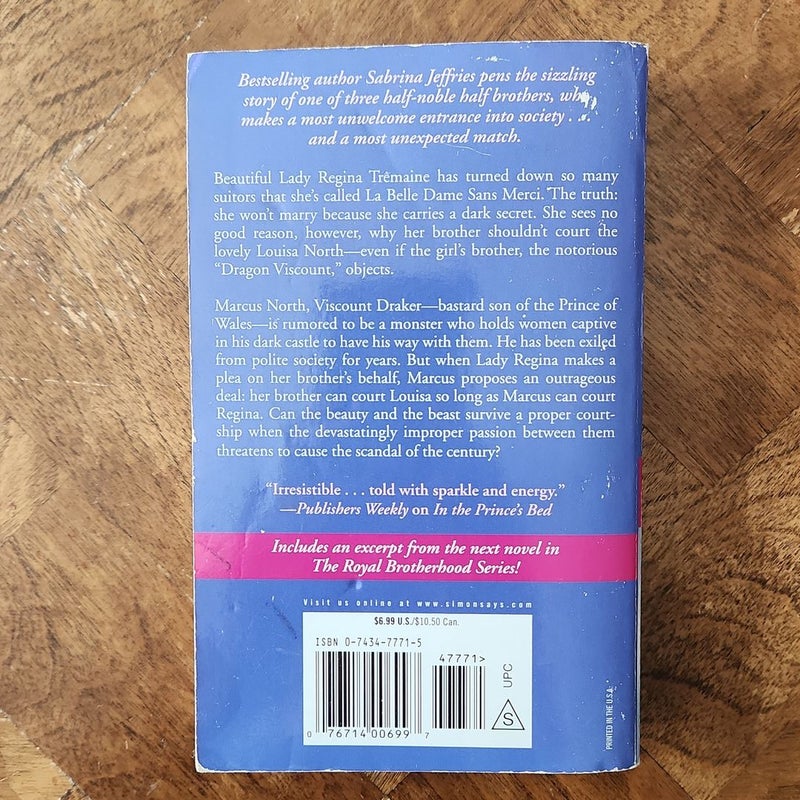 Bestselling author Sabrina Jeffries pens the sizzling
story of one of three half-noble half brothers, who
makes a most unwelcome entrance into society . . .
and a most unexpected match.
Beautiful Lady Regina Trêmaine has turned down so many
suitors that she's called La Belle Dame Sans Merci. The truth:
she won't marry because she carries a dark secret. She sees no
good reason, however, why her brother shouldn't court the
lovely Louisa North—even if the girl's brother, the notorious
"Dragon Viscount," objects.
Marcus North, Viscount Draker—bastard son of the Prince of
Wales—is rumored to be a monster who holds women captive
in his dark castle to have his way with them. He has been exiled
from polite society for years. But when Lady Regina makes a
plea on her brother's behalf, Marcus proposes an outrageous
deal: her brother can court Louisa so long as Marcus can court
Regina. Can the beauty and the beast survive a proper court-
ship when the devastatingly improper passion between them
threatens to cause the scandal of the century?
"Irresistible . . . told with sparkle and energy."
—Publishers Weekly on In the Prince's Bed
Includes an excerpt from the next novel in
The Royal Brotherhood Series!
Visit us online at www.simonsays.com
$6.99 U.S./$10.50 Can.
ISBN 0-7434-7771-5
47771>
UPC
S
0 76714 00699 7
PRINTED IN THE U.S.A.